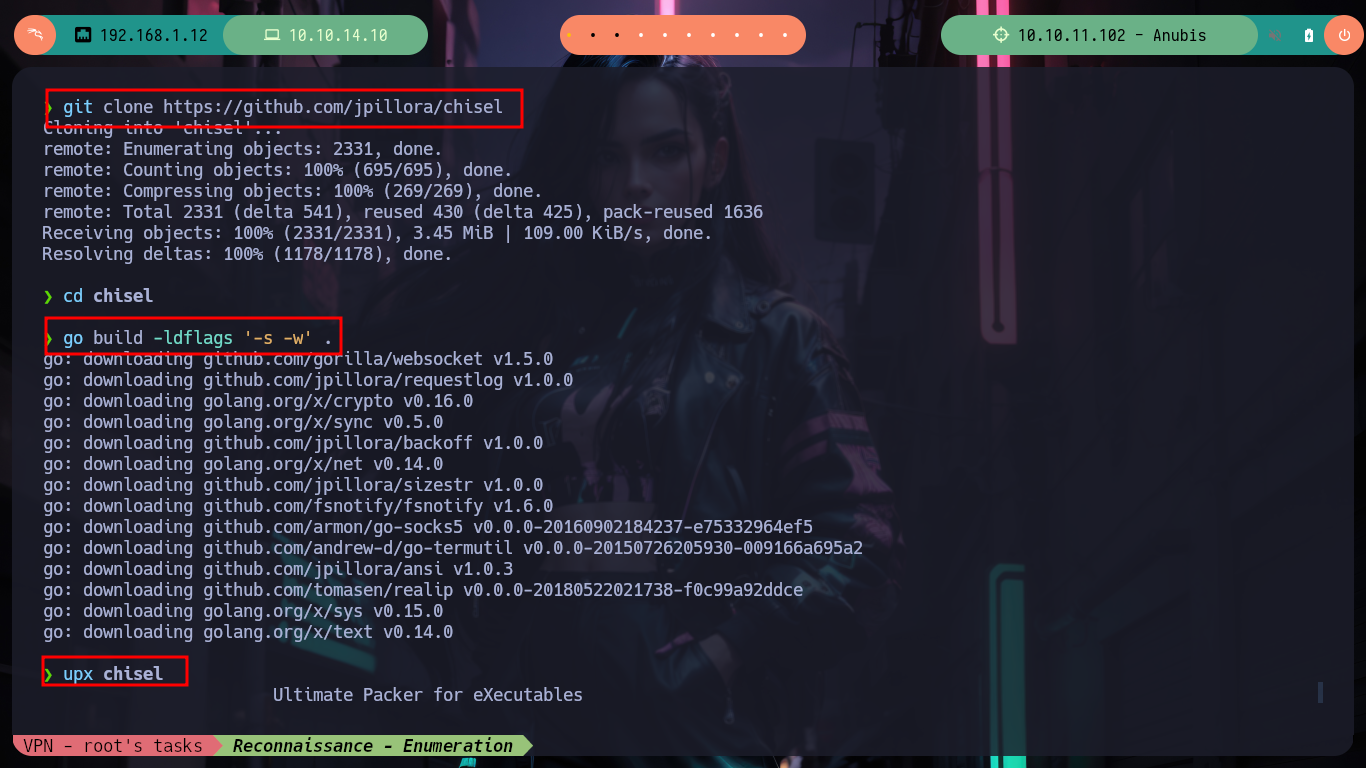 192.168.1.12
10.10.14.10
10.10.11.102 - Anubis
❯ git clone https://github.com/jpillora/chisel
Cloning into 'chisel'...
remote: Enumerating objects: 2331, done.
remote: Counting objects: 100% (695/695), done.
remote: Compressing objects: 100% (269/269), done.
remote: Total 2331 (delta 541), reused 430 (delta 425), pack-reused 1636
Receiving objects: 100% (2331/2331), 3.45 MiB | 109.00 KiB/s, done.
Resolving deltas: 100% (1178/1178), done.
❯ cd chisel
❯ go build -ldflags '-s -w' .
go: downloading github.com/gorilla/websocket v1.5.0
go: downloading github.com/jpillora/requestlog v1.0.0
go: downloading golang.org/x/crypto v0.16.0
go: downloading golang.org/x/sync v0.5.0
go: downloading github.com/jpillora/backoff v1.0.0
go: downloading golang.org/x/net v0.14.0
go: downloading github.com/jpillora/sizestr v1.0.0
go: downloading github.com/fsnotify/fsnotify v1.6.0
go: downloading github.com/armon/go-socks5 v0.0.0-20160902184237-e75332964ef5
go: downloading github.com/andrew-d/go-termutil v0.0.0-20150726205930-009166a695a2
go: downloading github.com/jpillora/ansi v1.0.3
go: downloading github.com/tomasen/realip v0.0.0-20180522021738-f0c99a92ddce
go: downloading golang.org/x/sys v0.15.0
go: downloading golang.org/x/text v0.14.0
❯ upx chisel
Ultimate Packer for eXecutables
VPN - root's tasks
Reconnaissance - Enumeration